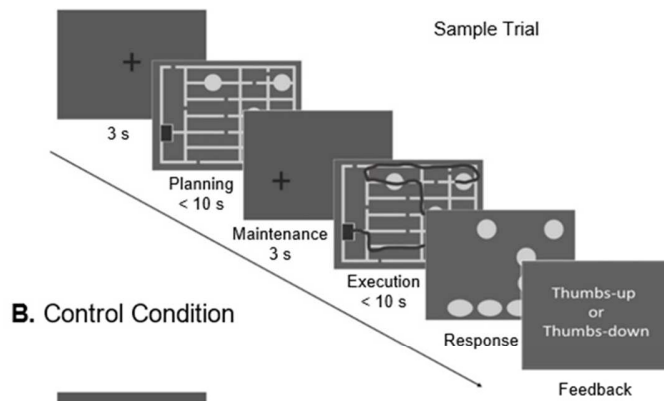 Sample Trial
3 s
Planning
< 10 s
Maintenance
3 s
Execution
< 10 s
Response
Thumbs-up
or
Thumbs-down
Feedback
B. Control Condition